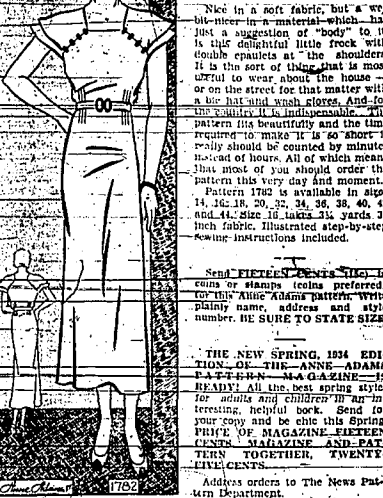 Nice in a soft fabric, but a wee
bit nicer in a material which has
just a suggestion of "body" to it
is this delightful little frock with
double epaulets at the shoulders
It is the sort of thing that is most
useful to wear about the house —
or on the street for that matter with
a big hat and wash gloves. And for
the country it is indispensable. The
pattern fits beautifully and the time
required to make it is so short it
really should be counted by minutes
instead of hours. All of which means
that most of you should order the
pattern this very day and moment.
Pattern 1782 is available in sizes
14, 16, 18, 20, 32, 34, 36, 38, 40, 42
and 44. Size 16 takes 3½ yards 3
inch fabric. Illustrated step-by-step
sewing instructions included.
Send FIFTEEN CENTS (15c) in
coins or stamps (coins preferred)
for this Anne Adams pattern. Write
plainly name, address and style
number. BE SURE TO STATE SIZE
THE NEW SPRING, 1934 EDI-
TION OF THE ANNE ADAMS
PATTERN MAGAZINE IS
READY! All the best spring styles
for adults and children in an in-
teresting, helpful book. Send for
your copy and be chic this Spring
PRICE OF MAGAZINE FIFTEEN
CENTS. MAGAZINE AND PAT-
TERN TOGETHER, TWENTY-
FIVE CENTS.
Address orders to The News Pat-
tern Department.
Anne Adams
1782